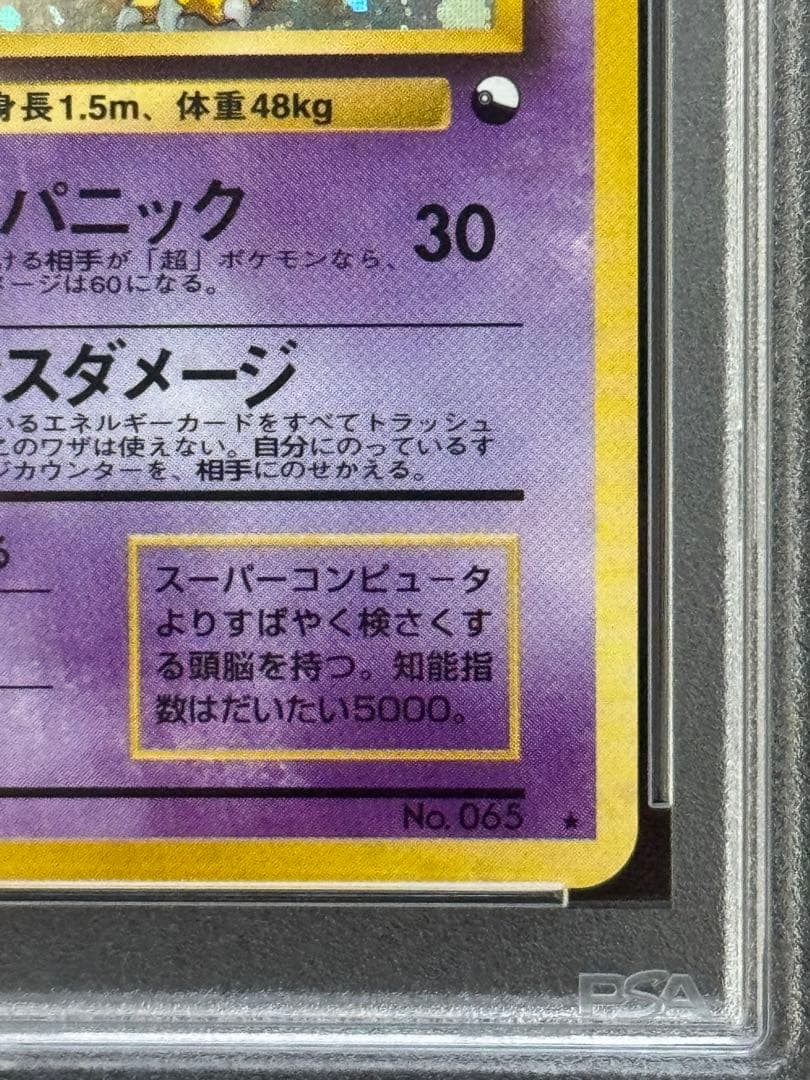 身長1.5m、体重48kg
パニック 30
ける相手が「超」ポケモンなら、
メージは60になる。
スダメージ
いるエネルギーカードをすべてトラッシュ
このワザは使えない。自分にのっているす
ジカウンターを、相手にのせかえる。
スーパーコンピュータ
よりすばやく検さくす
る頭脳を持つ。知能指
数はだいたい5000。
No. 065 ★
PSA